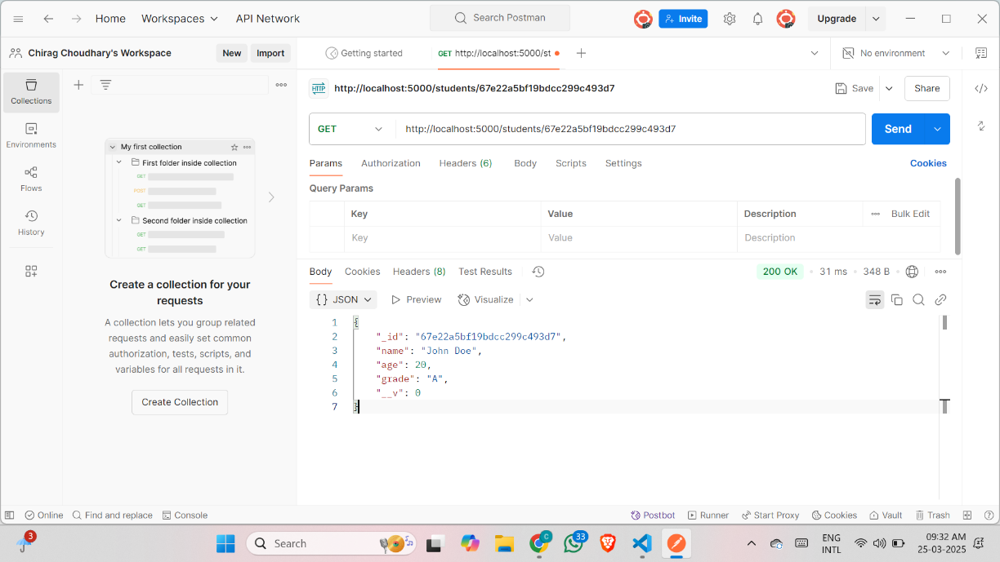 Home Workspaces API Network Search Postman Invite Upgrade
Chirag Choudhary's Workspace New Import Getting started GET http://localhost:5000/st No environment
Collections
Environments
Flows
History
My first collection
First folder inside collection
GET
POST
GET
Second folder inside collection
GET
GET
Create a collection for your
requests
A collection lets you group related
requests and easily set common
authorization, tests, scripts, and
variables for all requests in it.
Create Collection
HTTP http://localhost:5000/students/67e22a5bf19bdcc299c493d7 Save Share
GET http://localhost:5000/students/67e22a5bf19bdcc299c493d7 Send
Params Authorization Headers (6) Body Scripts Settings Cookies
Query Params
Key Value Description Bulk Edit
Key Value Description
Body Cookies Headers (8) Test Results 200 OK 31 ms 348 B
{} JSON Preview Visualize
1 {
2 "_id": "67e22a5bf19bdcc299c493d7",
3 "name": "John Doe",
4 "age": 20,
5 "grade": "A",
6 "__v": 0
7 }
Online Find and replace Console Postbot Runner Start Proxy Cookies Vault Trash
3 Search C 33 ENG 09:32 AM
INTL 25-03-2025